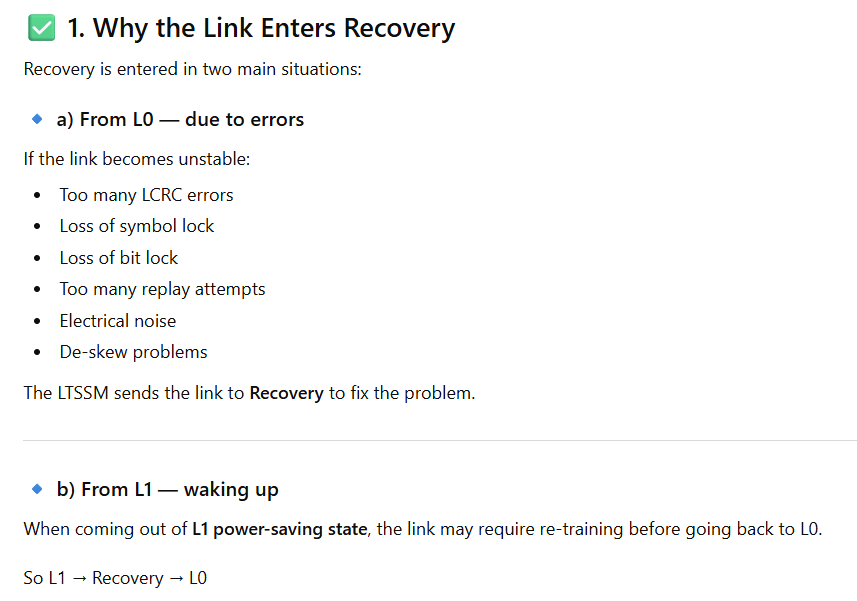 ✅ 1. Why the Link Enters Recovery
Recovery is entered in two main situations:
🔹 a) From L0 — due to errors
If the link becomes unstable:
• Too many LCRC errors
• Loss of symbol lock
• Loss of bit lock
• Too many replay attempts
• Electrical noise
• De-skew problems
The LTSSM sends the link to Recovery to fix the problem.
🔹 b) From L1 — waking up
When coming out of L1 power-saving state, the link may require re-training before going back to L0.
So L1 → Recovery → L0